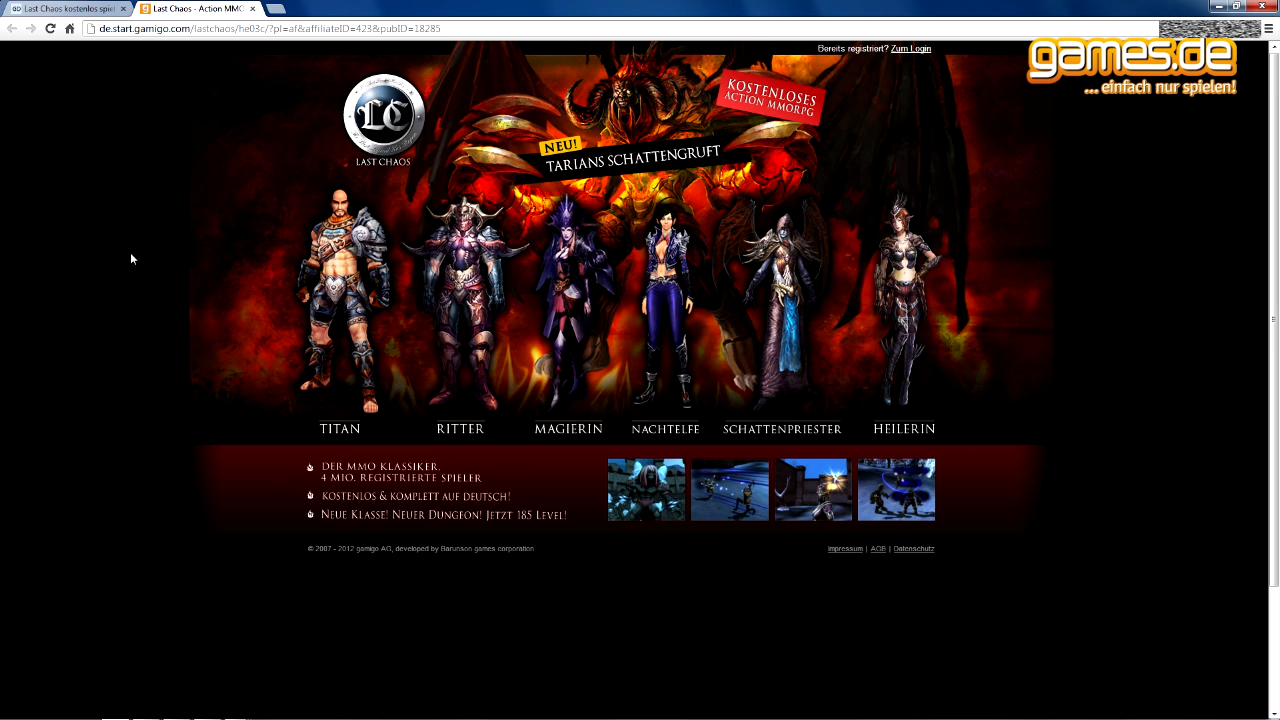 Last Chaos kostenlos spiel
Last Chaos - Action MMO
de.start.gamigo.com/lastchaos/he03c/?pl=af&affiliateID=423&pubID=18285
Bereits registriert? Zum Login
games.de
... einfach nur spielen!
KOSTENLOSES
ACTION MMORPG
LC
LAST CHAOS
NEU!
TARIANS SCHATTENGRUFT
TITAN
RITTER
MAGIERIN
NACHTELFE
SCHATTENPRIESTER
HEILERIN
DER MMO KLASSIKER.
4 MIO. REGISTRIERTE SPIELER
KOSTENLOS & KOMPLETT AUF DEUTSCH!
NEUE KLASSE! NEUER DUNGEON! JETZT 185 LEVEL!
© 2007 - 2012 gamigo AG, developed by Barunson games corporation
Impressum | AGB | Datenschutz